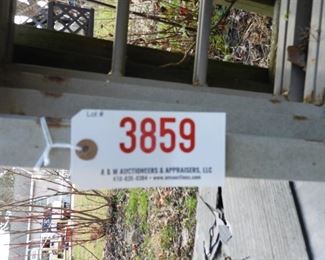 Lot #
3859
A & M AUCTIONEERS & APPRAISERS, LLC